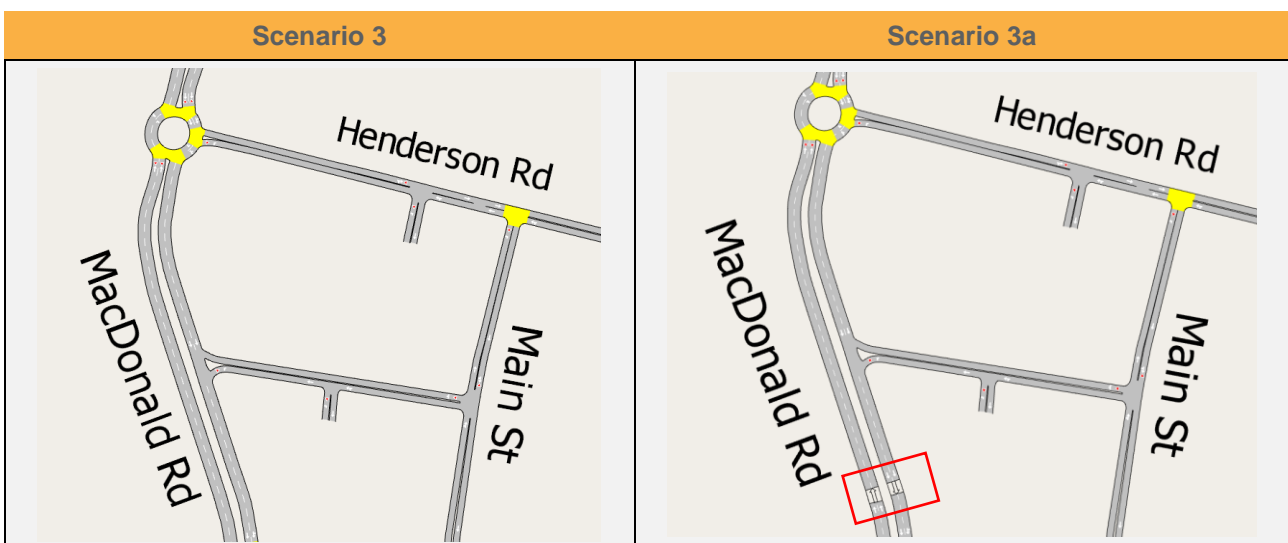 Scenario 3
Scenario 3a
Henderson Rd
MacDonald Rd
Main St
Henderson Rd
MacDonald Rd
Main St